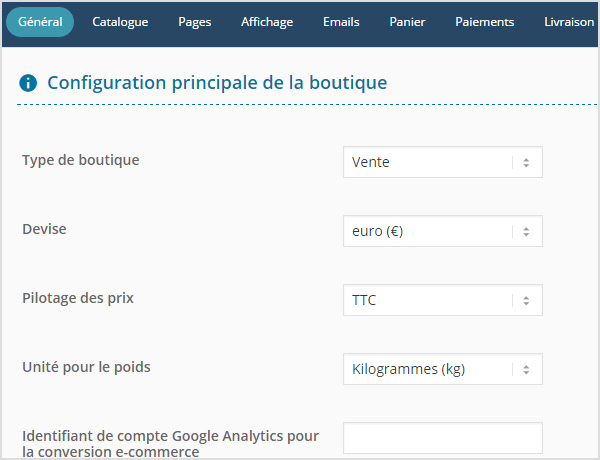 Général Catalogue Pages Affichage Emails Panier Paiements Livraison
Configuration principale de la boutique
Type de boutique Vente
Devise euro (€)
Pilotage des prix TTC
Unité pour le poids Kilogrammes (kg)
Identifiant de compte Google Analytics pour
la conversion e-commerce